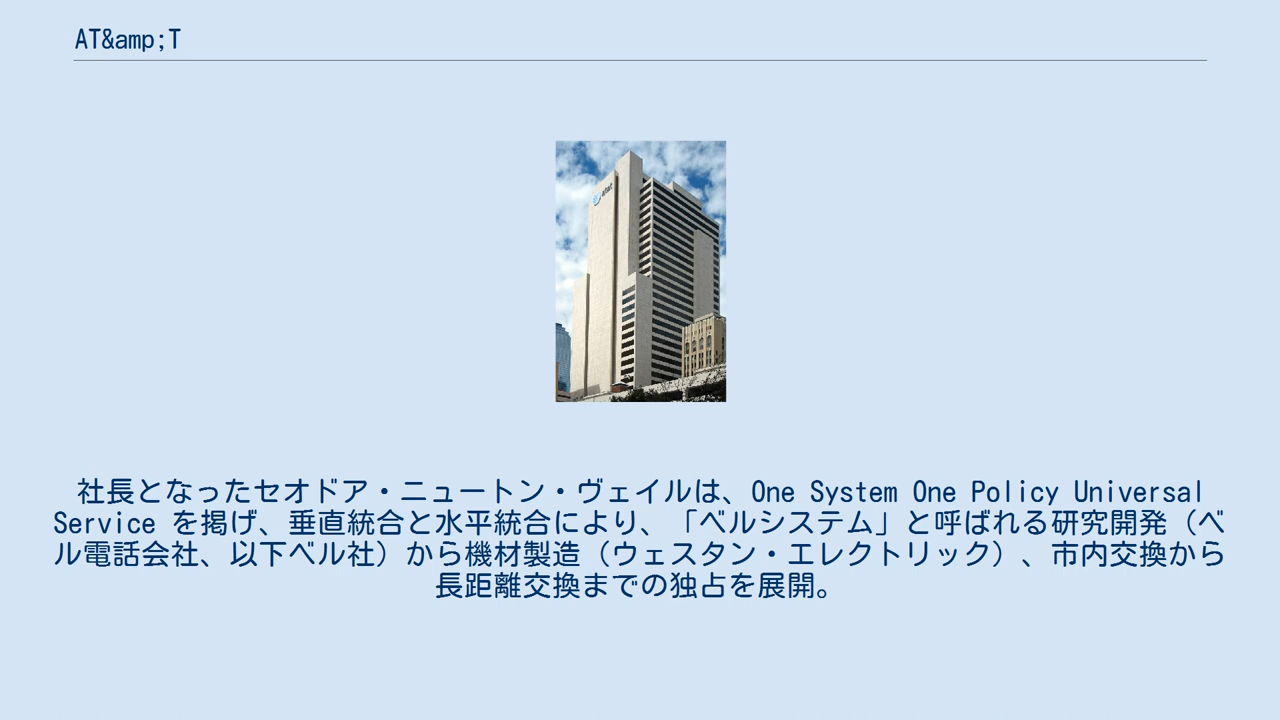 AT&amp;T
at&t
社長となったセオドア・ニュートン・ヴェイルは、One System One Policy Universal
Service を掲げ、垂直統合と水平統合により、「ベルシステム」と呼ばれる研究開発（ベ
ル電話会社、以下ベル社）から機材製造（ウェスタン・エレクトリック）、市内交換から
長距離交換までの独占を展開。